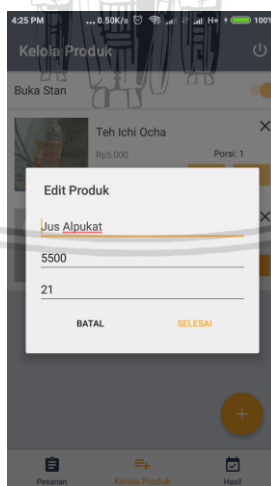 4:25 PM ... 0.50K/s H+ 100%
Kelola Produk
Buka Stan
Teh Ichi Ocha
Rp5.000 Porsi: 1
Edit Produk
Jus Alpukat
5500
21
BATAL SELESAI
Pesanan Kelola Produk Hasil